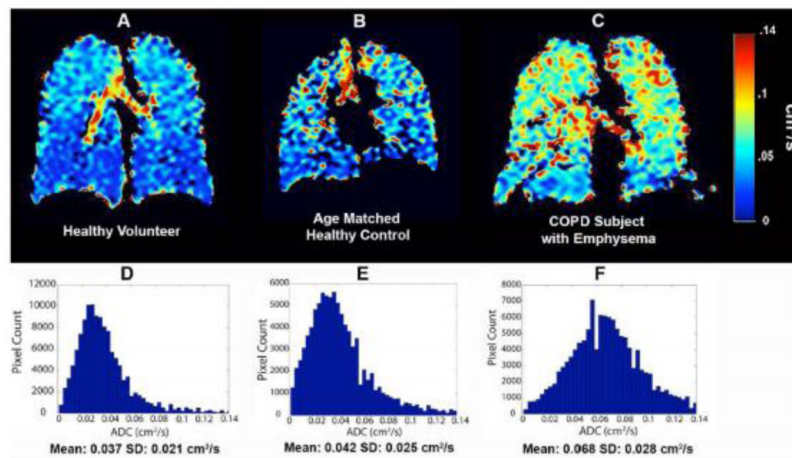 A B C
.14
.1
.05
0
cm²/s
Healthy Volunteer
Age Matched
Healthy Control
COPD Subject
with Emphysema
D
12000
10000
8000
6000
4000
2000
0
Pixel Count
0 0.02 0.04 0.06 0.08 0.10 0.12 0.14
ADC (cm²/s)
Mean: 0.037 SD: 0.021 cm²/s
E
6000
5000
4000
3000
2000
1000
0
Pixel Count
0 0.02 0.04 0.06 0.08 0.10 0.12 0.14
ADC (cm²/s)
Mean: 0.042 SD: 0.025 cm²/s
F
8000
7000
6000
5000
4000
3000
2000
1000
0
Pixel Count
0 0.02 0.04 0.06 0.08 0.10 0.12 0.14
ADC (cm²/s)
Mean: 0.068 SD: 0.028 cm²/s